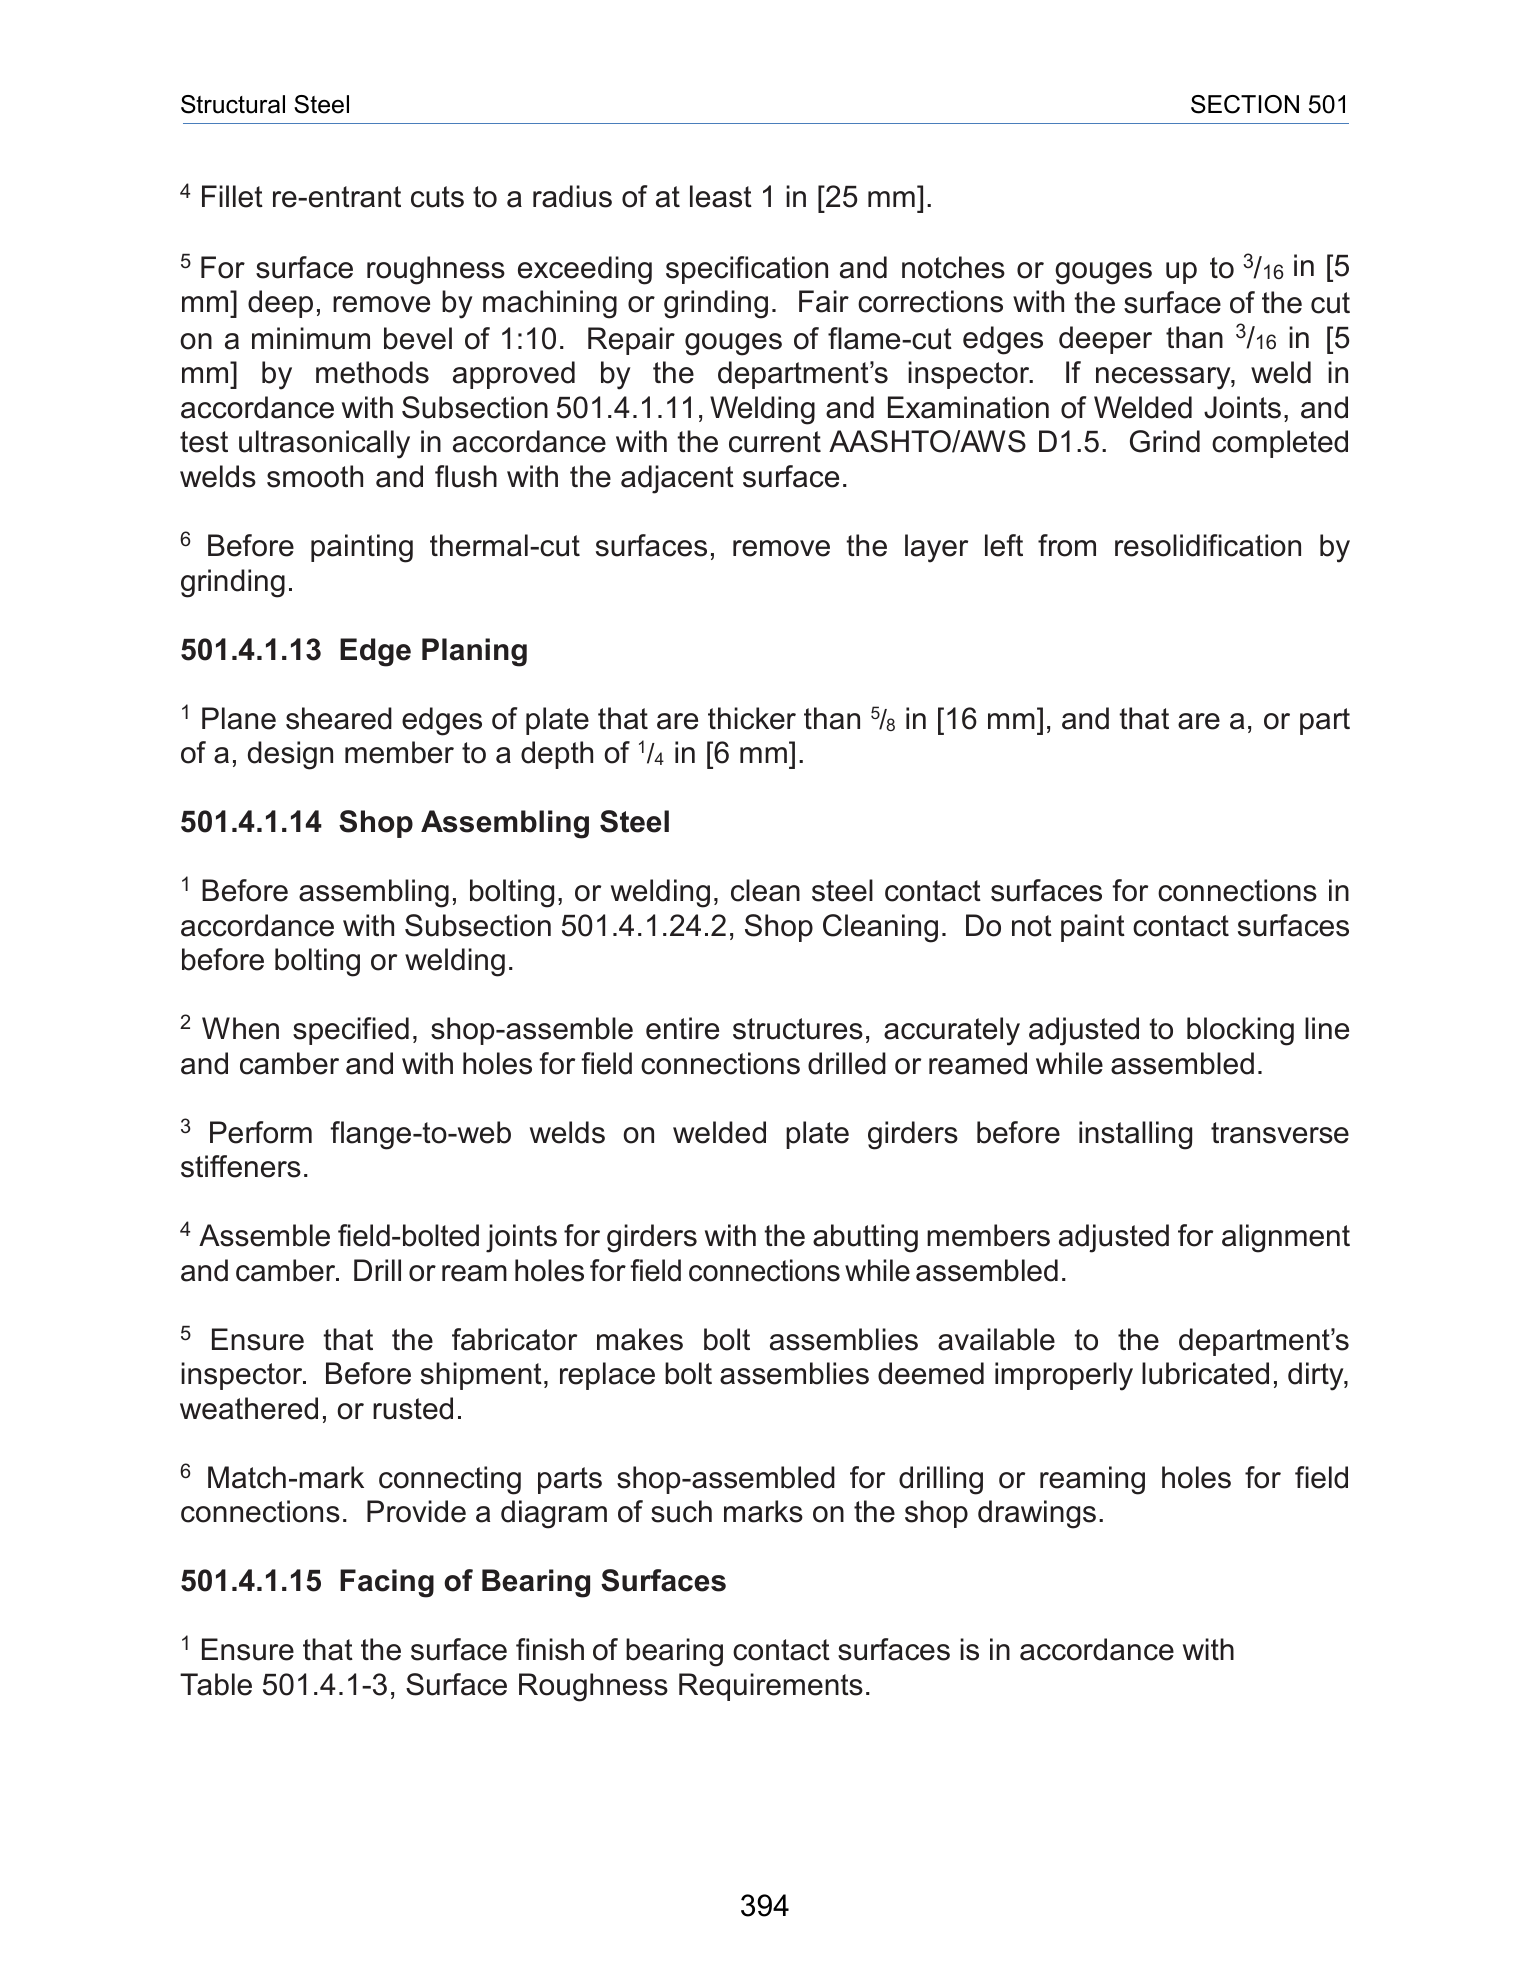 Structural Steel SECTION 501
4 Fillet re-entrant cuts to a radius of at least 1 in [25 mm].
5 For surface roughness exceeding specification and notches or gouges up to 3/16 in [5
mm] deep, remove by machining or grinding.  Fair corrections with the surface of the cut
on a minimum bevel of 1:10.  Repair gouges of flame-cut edges deeper than 3/16 in [5
mm] by methods approved by the department’s inspector.  If necessary, weld in
accordance with Subsection 501.4.1.11, Welding and Examination of Welded Joints, and
test ultrasonically in accordance with the current AASHTO/AWS D1.5.  Grind completed
welds smooth and flush with the adjacent surface.
6 Before painting thermal-cut surfaces, remove the layer left from resolidification by
grinding.
501.4.1.13  Edge Planing
1 Plane sheared edges of plate that are thicker than 5/8 in [16 mm], and that are a, or part
of a, design member to a depth of 1/4 in [6 mm].
501.4.1.14  Shop Assembling Steel
1 Before assembling, bolting, or welding, clean steel contact surfaces for connections in
accordance with Subsection 501.4.1.24.2, Shop Cleaning.  Do not paint contact surfaces
before bolting or welding.
2 When specified, shop-assemble entire structures, accurately adjusted to blocking line
and camber and with holes for field connections drilled or reamed while assembled.
3 Perform flange-to-web welds on welded plate girders before installing transverse
stiffeners.
4 Assemble field-bolted joints for girders with the abutting members adjusted for alignment
and camber.  Drill or ream holes for field connections while assembled.
5 Ensure that the fabricator makes bolt assemblies available to the department’s
inspector.  Before shipment, replace bolt assemblies deemed improperly lubricated, dirty,
weathered, or rusted.
6 Match-mark connecting parts shop-assembled for drilling or reaming holes for field
connections.  Provide a diagram of such marks on the shop drawings.
501.4.1.15  Facing of Bearing Surfaces
1 Ensure that the surface finish of bearing contact surfaces is in accordance with
Table 501.4.1-3, Surface Roughness Requirements.
394